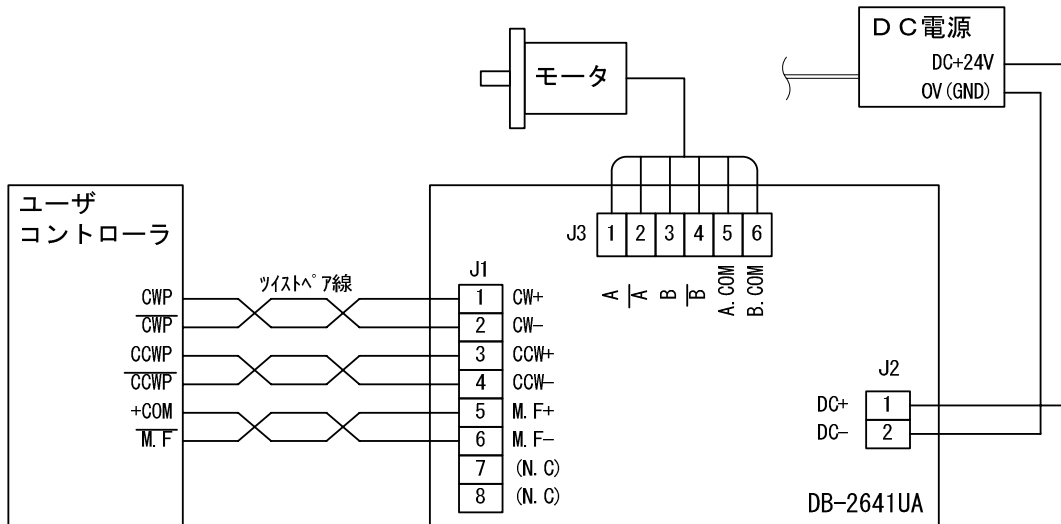 DC電源
DC+24V
0V(GND)
モータ
ユーザ
コントローラ
J3 1 2 3 4 5 6
A
A̅
B
B̅
A.COM
B.COM
ツイストペア線
J1
CWP 1 CW+
C̅W̅P̅ 2 CW-
CCWP 3 CCW+
C̅C̅W̅P̅ 4 CCW-
+COM 5 M.F+
M̅.̅F̅ 6 M.F-
7 (N.C)
8 (N.C)
J2
DC+ 1
DC- 2
DB-2641UA